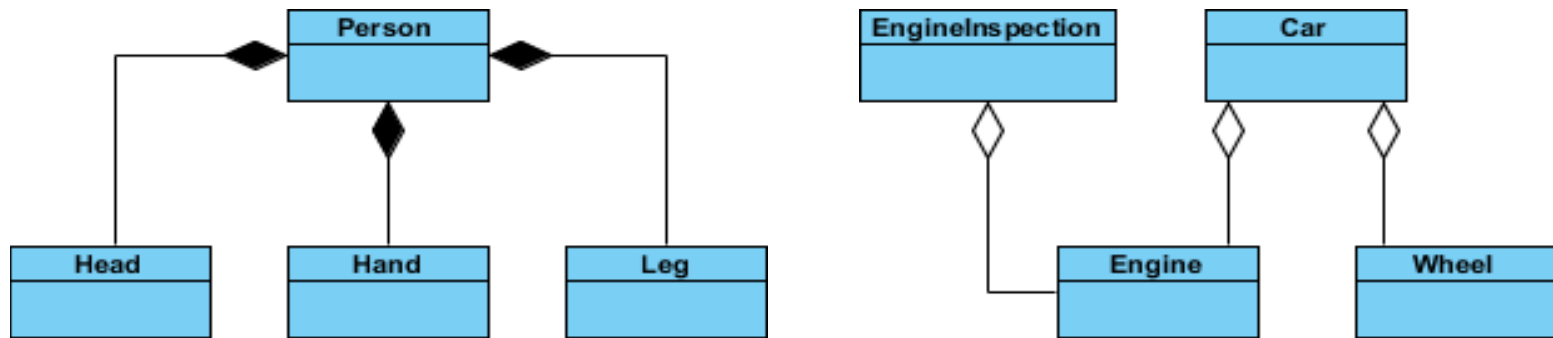 Person
EngineInspection
Car
Head
Hand
Leg
Engine
Wheel